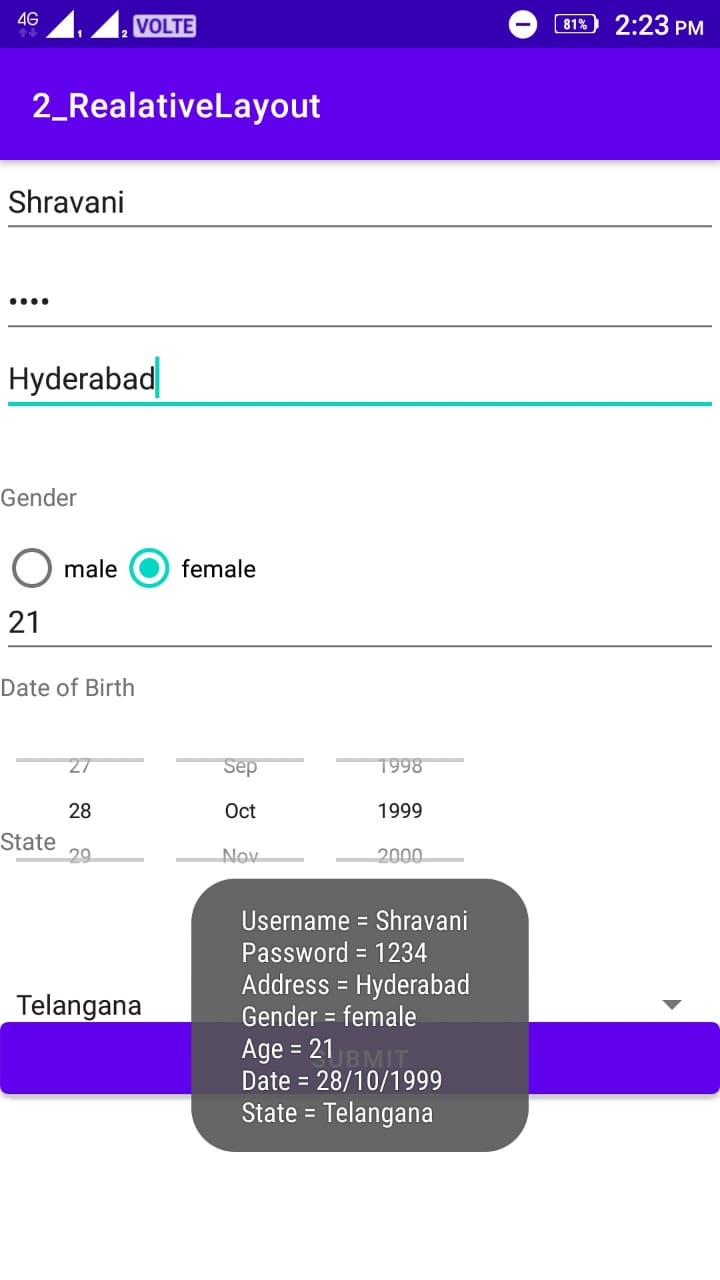 4G 1 2 VOLTE 81% 2:23 PM
2_RealativeLayout
Shravani
••••
Hyderabad
Gender
male female
21
Date of Birth
27 Sep 1998
28 Oct 1999
State
29 Nov 2000
Telangana
SUBMIT
Username = Shravani
Password = 1234
Address = Hyderabad
Gender = female
Age = 21
Date = 28/10/1999
State = Telangana